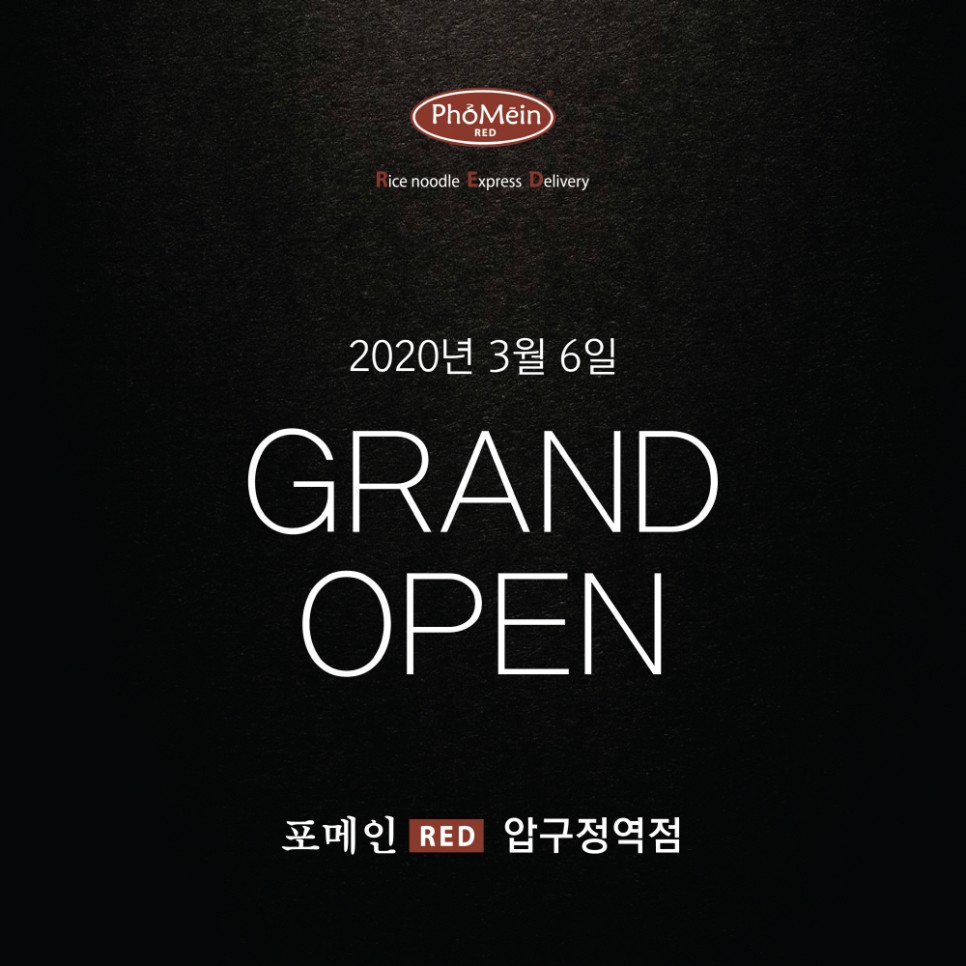 PhởMēin
RED
Rice noodle Express Delivery
2020년 3월 6일
GRAND
OPEN
포메인 RED 압구정역점